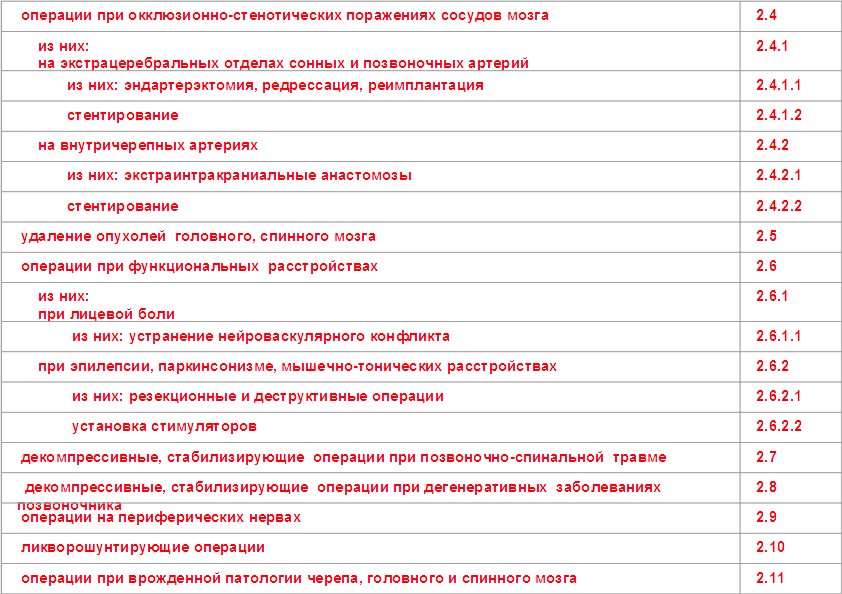 операции при окклюзионно-стенотических поражениях сосудов мозга 2.4
из них: 2.4.1
на экстрацеребральных отделах сонных и позвоночных артерий
из них: эндартерэктомия, редрессация, реимплантация 2.4.1.1
стентирование 2.4.1.2
на внутричерепных артериях 2.4.2
из них: экстраинтракраниальные анастомозы 2.4.2.1
стентирование 2.4.2.2
удаление опухолей головного, спинного мозга 2.5
операции при функциональных расстройствах 2.6
из них: 2.6.1
при лицевой боли
из них: устранение нейроваскулярного конфликта 2.6.1.1
при эпилепсии, паркинсонизме, мышечно-тонических расстройствах 2.6.2
из них: резекционные и деструктивные операции 2.6.2.1
установка стимуляторов 2.6.2.2
декомпрессивные, стабилизирующие операции при позвоночно-спинальной травме 2.7
декомпрессивные, стабилизирующие операции при дегенеративных заболеваниях 2.8
позвоночника
операции на периферических нервах 2.9
ликворошунтирующие операции 2.10
операции при врожденной патологии черепа, головного и спинного мозга 2.11